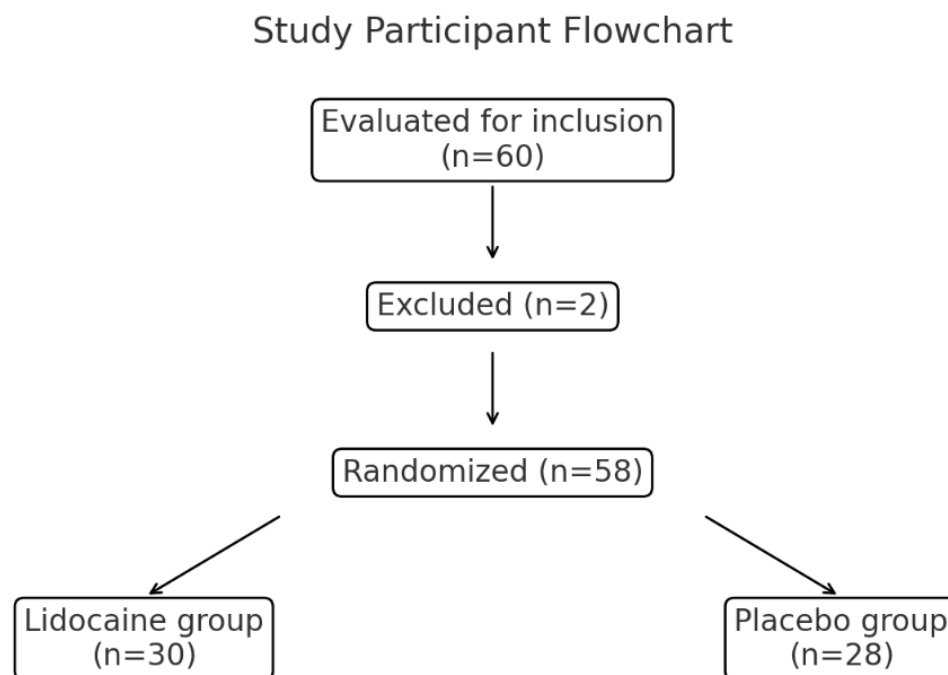 Study Participant Flowchart
Evaluated for inclusion
(n=60)
Excluded (n=2)
Randomized (n=58)
Lidocaine group
(n=30)
Placebo group
(n=28)